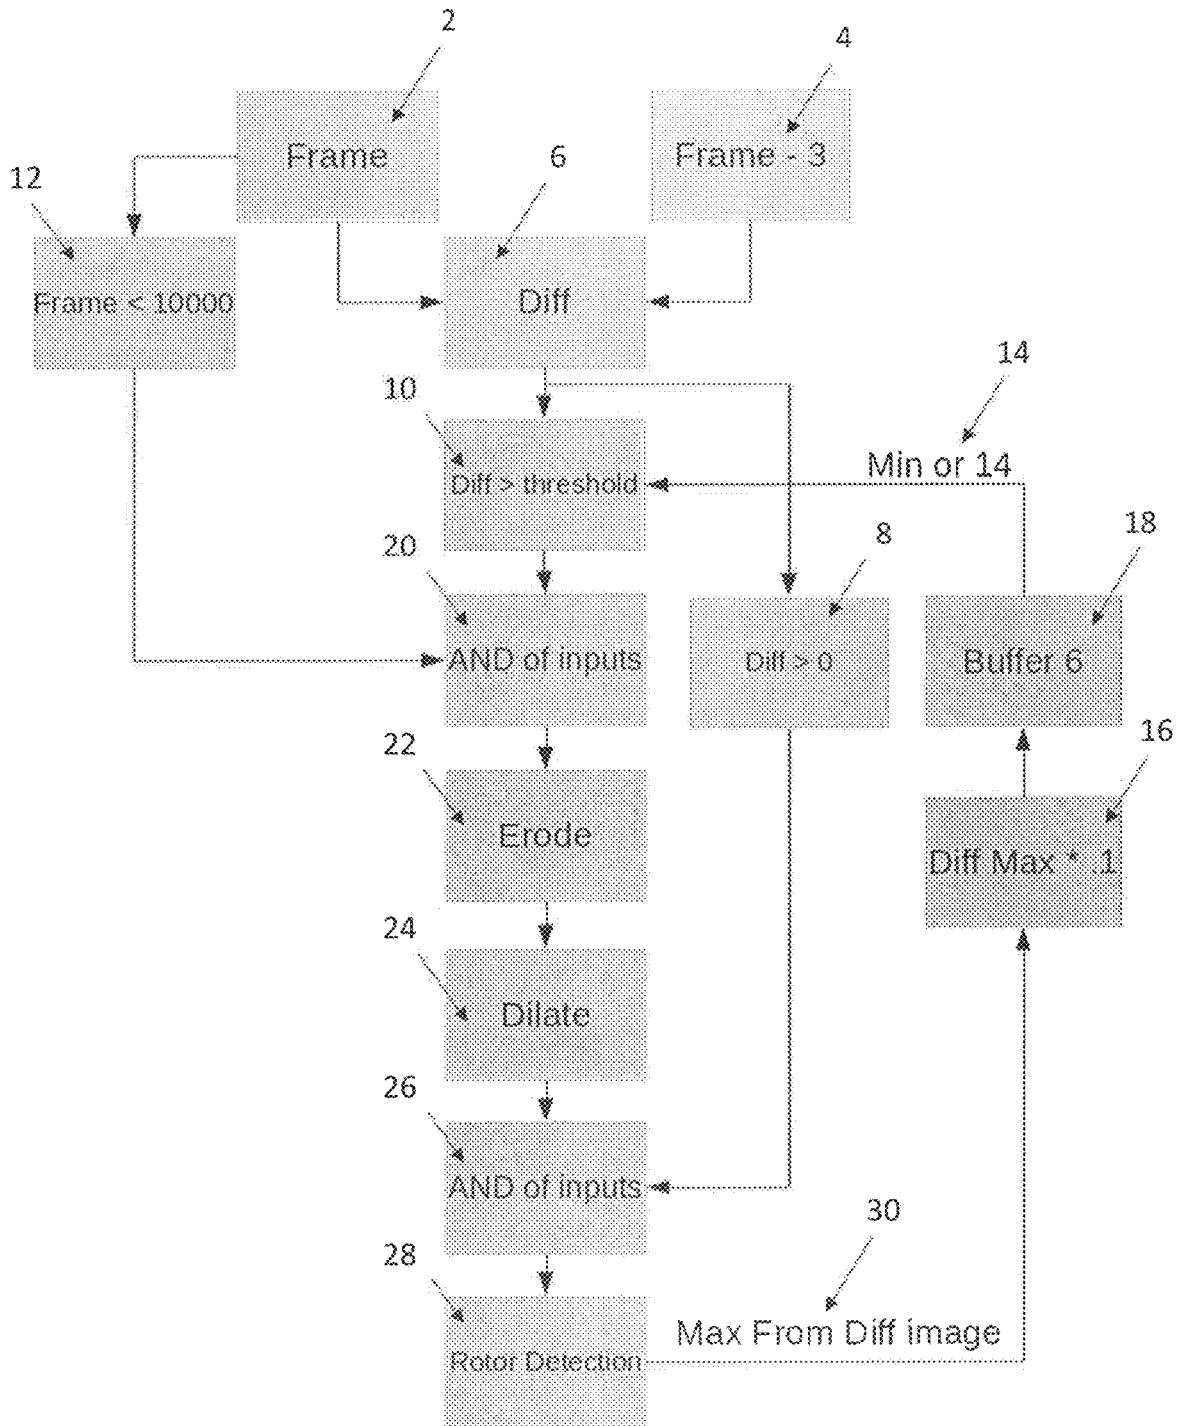 2
4
Frame
Frame - 3
6
12
Frame < 10000
Diff
14
10
Min or 14
Diff > threshold
18
8
20
AND of inputs
Diff > 0
Buffer 6
22
16
Erode
Diff Max * .1
24
Dilate
26
AND of inputs
30
28
Max From Diff image
Rotor Detection